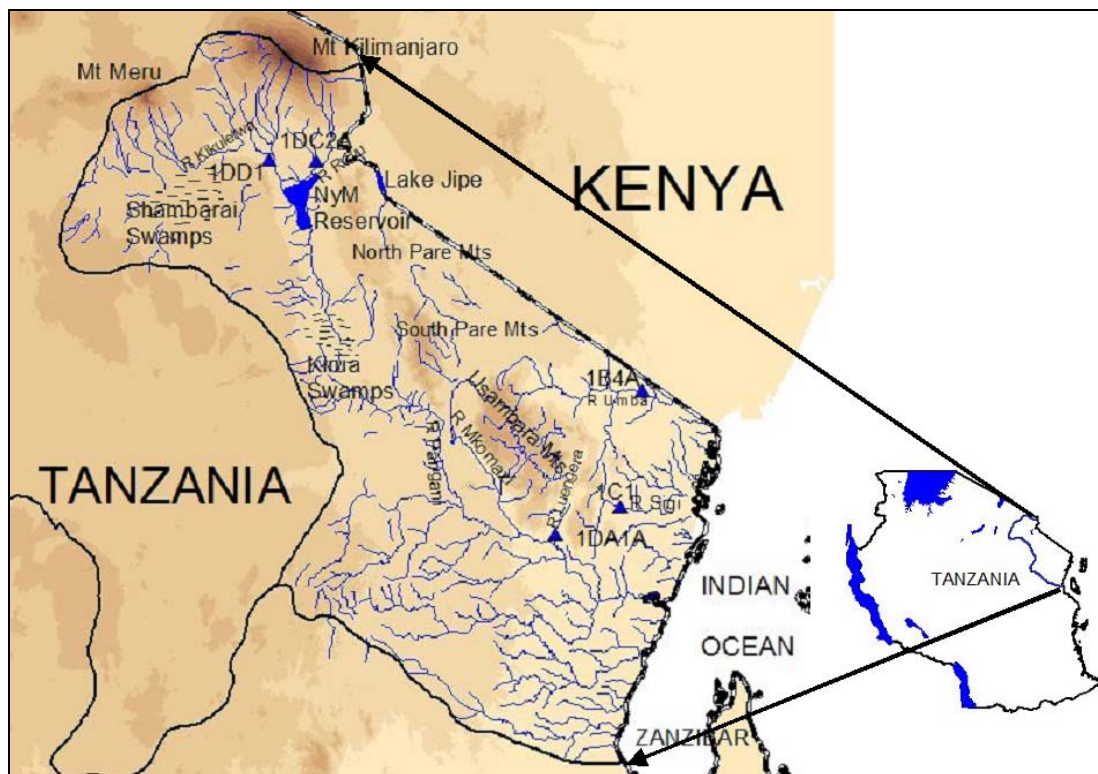 Mt Kilimanjaro
Mt Meru
R Kikuletwa
1DC2A
1DD1
R Ruvu
Lake Jipe
KENYA
NyM
Reservoir
Shambarai
Swamps
North Pare Mts
South Pare Mts
Swamps
1B4A
R Umba
Usambara Mts
R Mkomazi
R Pangani
R Luengera
TANZANIA
1C1
R Sigi
1DA1A
INDIAN
OCEAN
ZANZIBAR
TANZANIA